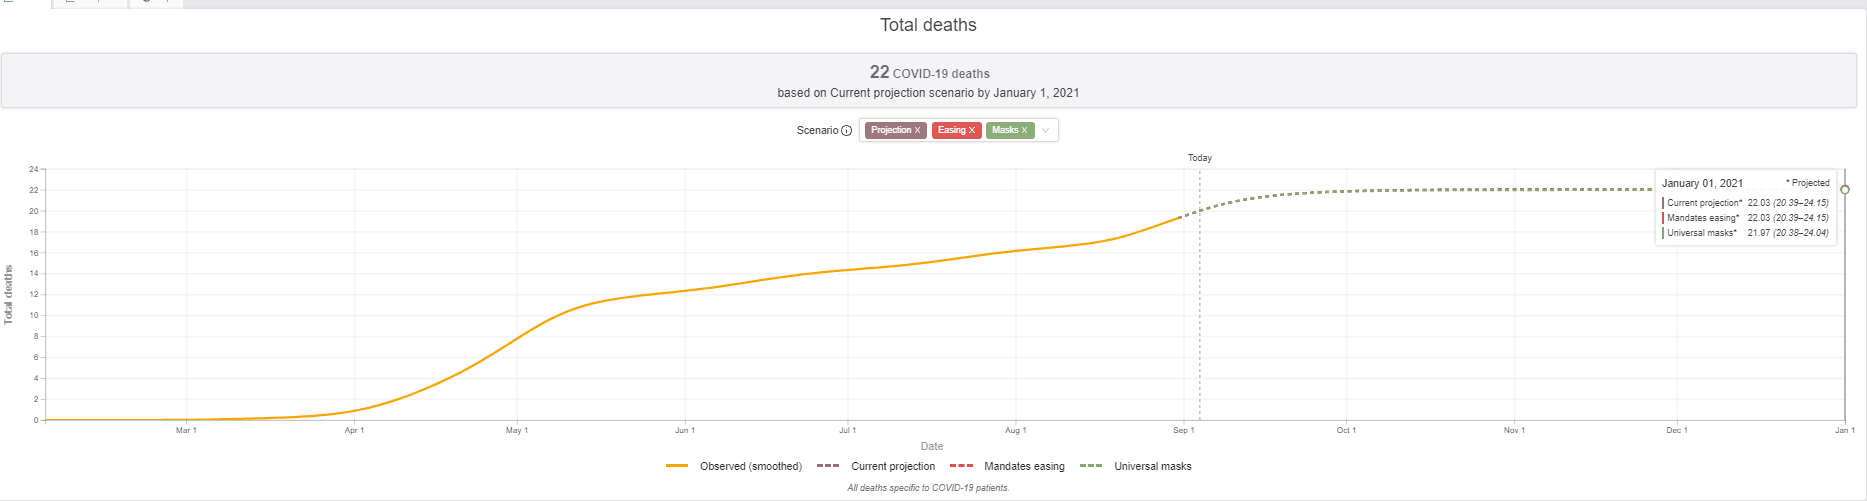 Total deaths
22 COVID-19 deaths
based on Current projection scenario by January 1, 2021
Scenario Projection X Easing X Masks X
Today
24
22
20
18
16
14
12
10
8
6
4
2
0
Total deaths
January 01, 2021 * Projected
Current projection* 22.03 (20.39–24.15)
Mandates easing* 22.03 (20.39–24.15)
Universal masks* 21.97 (20.38–24.04)
Mar 1 Apr 1 May 1 Jun 1 Jul 1 Aug 1 Sep 1 Oct 1 Nov 1 Dec 1 Jan 1
Date
Observed (smoothed) Current projection Mandates easing Universal masks
All deaths specific to COVID-19 patients.